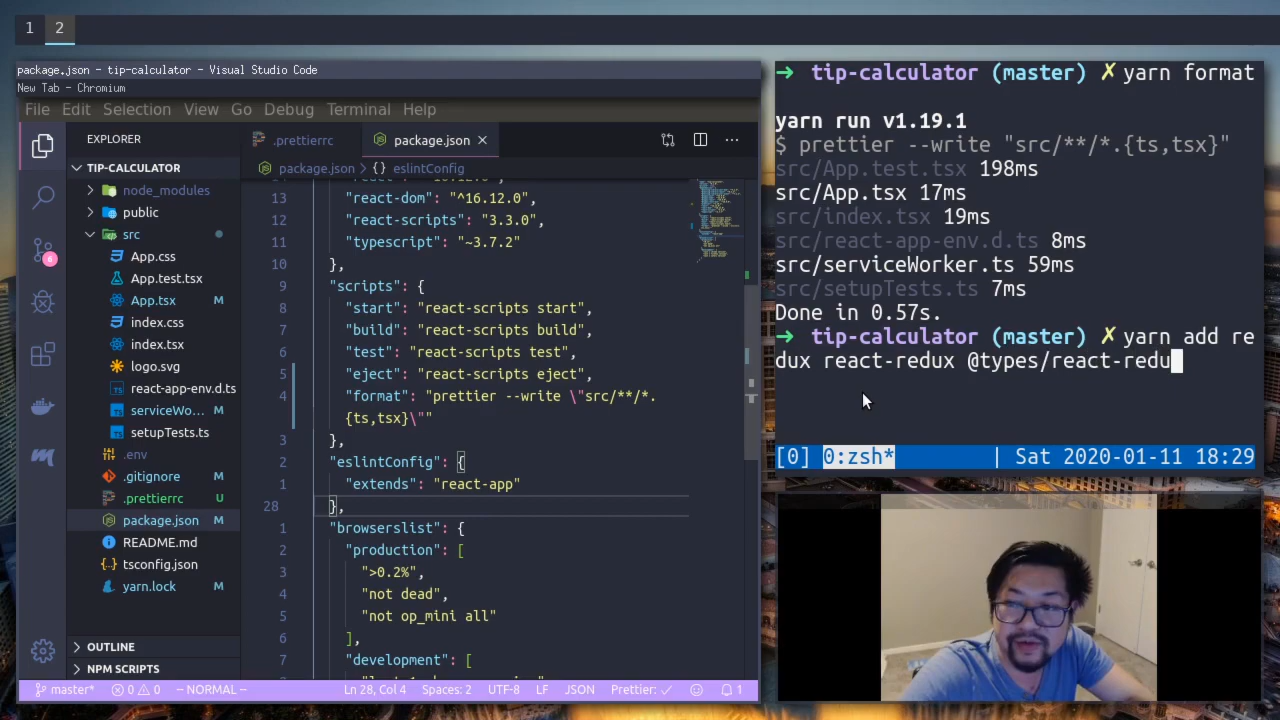 1 2
package.json - tip-calculator - Visual Studio Code
New Tab - Chromium
File Edit Selection View Go Debug Terminal Help
EXPLORER
TIP-CALCULATOR
node_modules
public
src
App.css
App.test.tsx
App.tsx M
index.css
index.tsx
logo.svg
react-app-env.d.ts
serviceWo... M
setupTests.ts
.env
.gitignore M
.prettierrc U
package.json M
README.md
tsconfig.json
yarn.lock M
OUTLINE
NPM SCRIPTS
6
.prettierrc package.json
package.json > {} eslintConfig
13 "react-dom": "^16.12.0",
12 "react-scripts": "3.3.0",
11 "typescript": "~3.7.2"
10 },
9 "scripts": {
8 "start": "react-scripts start",
7 "build": "react-scripts build",
6 "test": "react-scripts test",
5 "eject": "react-scripts eject",
4 "format": "prettier --write \"src/**/*.
{ts,tsx}\""
3 },
2 "eslintConfig": {
1 "extends": "react-app"
28 },
1 "browserslist": {
2 "production": [
3 ">0.2%",
4 "not dead",
5 "not op_mini all"
6 ],
7 "development": [
master* 0 0 -- NORMAL -- Ln 28, Col 4 Spaces: 2 UTF-8 LF JSON Prettier: ✓ 1
➜ tip-calculator (master) ✗ yarn format
yarn run v1.19.1
$ prettier --write "src/**/*.{ts,tsx}"
src/App.test.tsx 198ms
src/App.tsx 17ms
src/index.tsx 19ms
src/react-app-env.d.ts 8ms
src/serviceWorker.ts 59ms
src/setupTests.ts 7ms
Done in 0.57s.
➜ tip-calculator (master) ✗ yarn add re
dux react-redux @types/react-redu
[0] 0:zsh* | Sat 2020-01-11 18:29